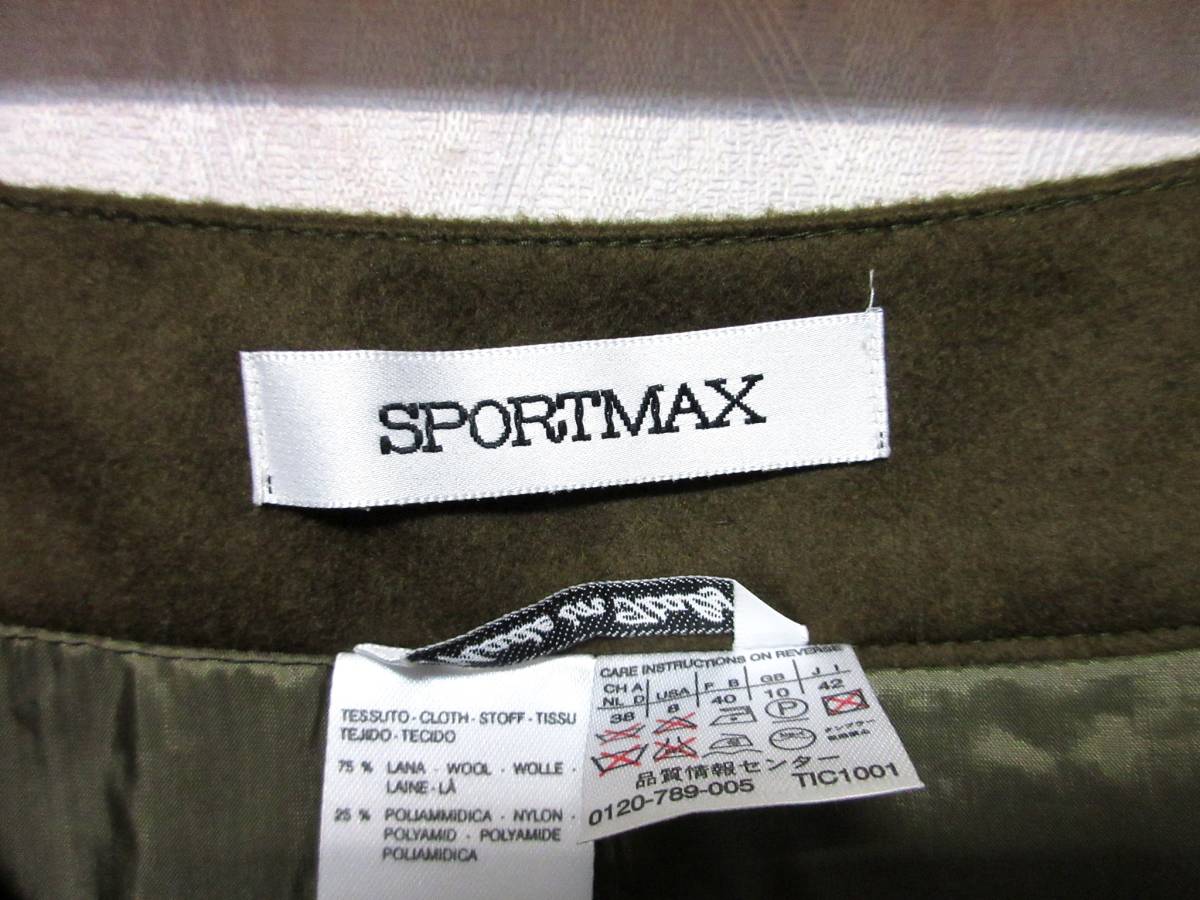 SPORTMAX
TESSUTO - CLOTH - STOFF - TISSU
TEJIDO - TECIDO
75 % LANA - WOOL - WOLLE -
LAINE - LÀ
25 % POLIAMMIDICA - NYLON -
POLYAMID - POLYAMIDE
POLIAMIDICA
CARE INSTRUCTIONS ON REVERSE
CH A USA F B GB J I
NL D
38 8 40 10 42
品質情報センター
0120-789-005 TIC1001